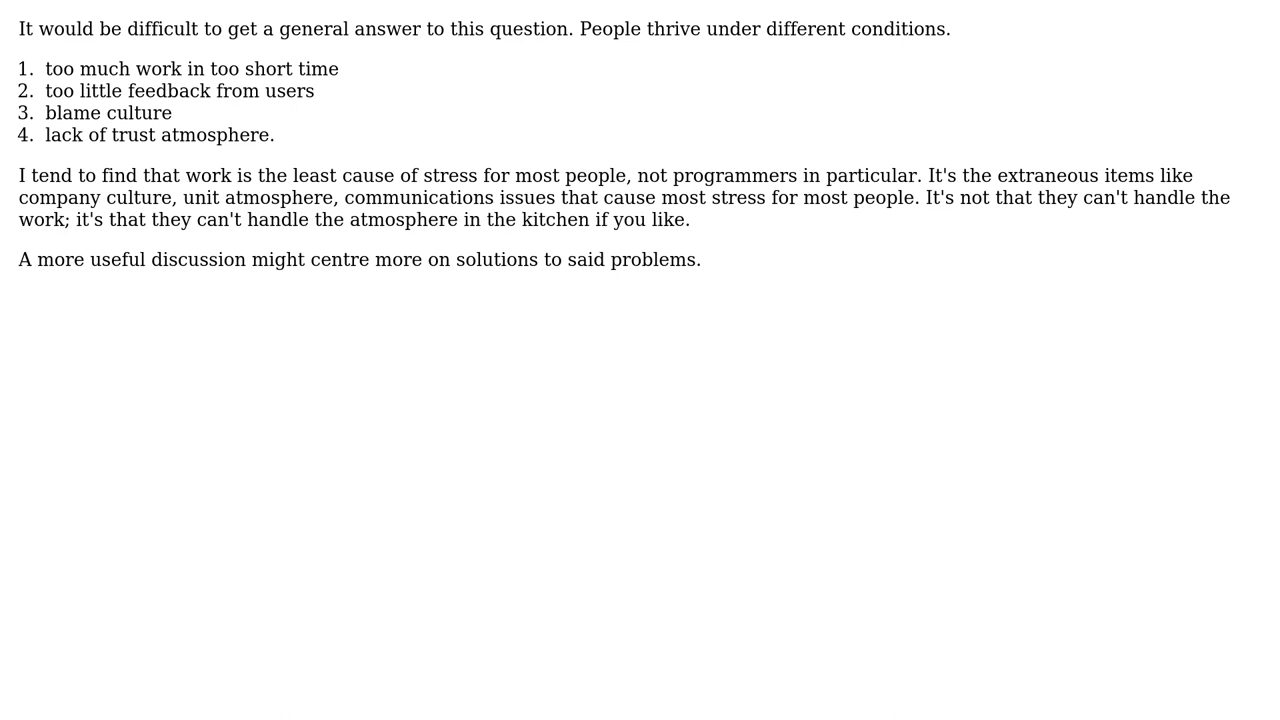 It would be difficult to get a general answer to this question. People thrive under different conditions.
1. too much work in too short time
2. too little feedback from users
3. blame culture
4. lack of trust atmosphere.
I tend to find that work is the least cause of stress for most people, not programmers in particular. It's the extraneous items like
company culture, unit atmosphere, communications issues that cause most stress for most people. It's not that they can't handle the
work; it's that they can't handle the atmosphere in the kitchen if you like.
A more useful discussion might centre more on solutions to said problems.